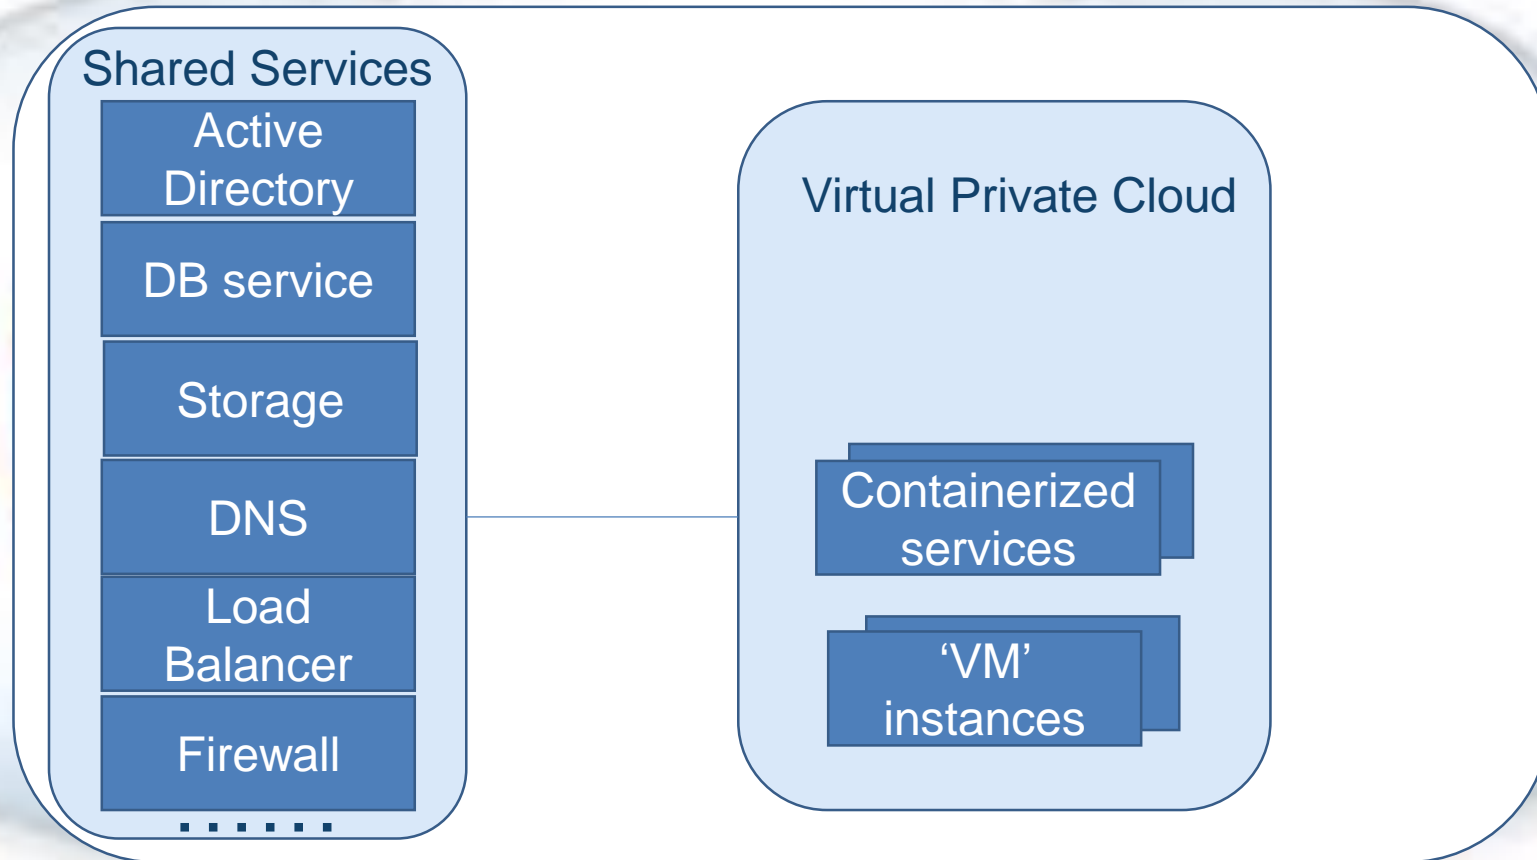 Shared Services
Active
Directory
DB service
Storage
DNS
Load
Balancer
Firewall
......
Virtual Private Cloud
Containerized
services
‘VM’
instances